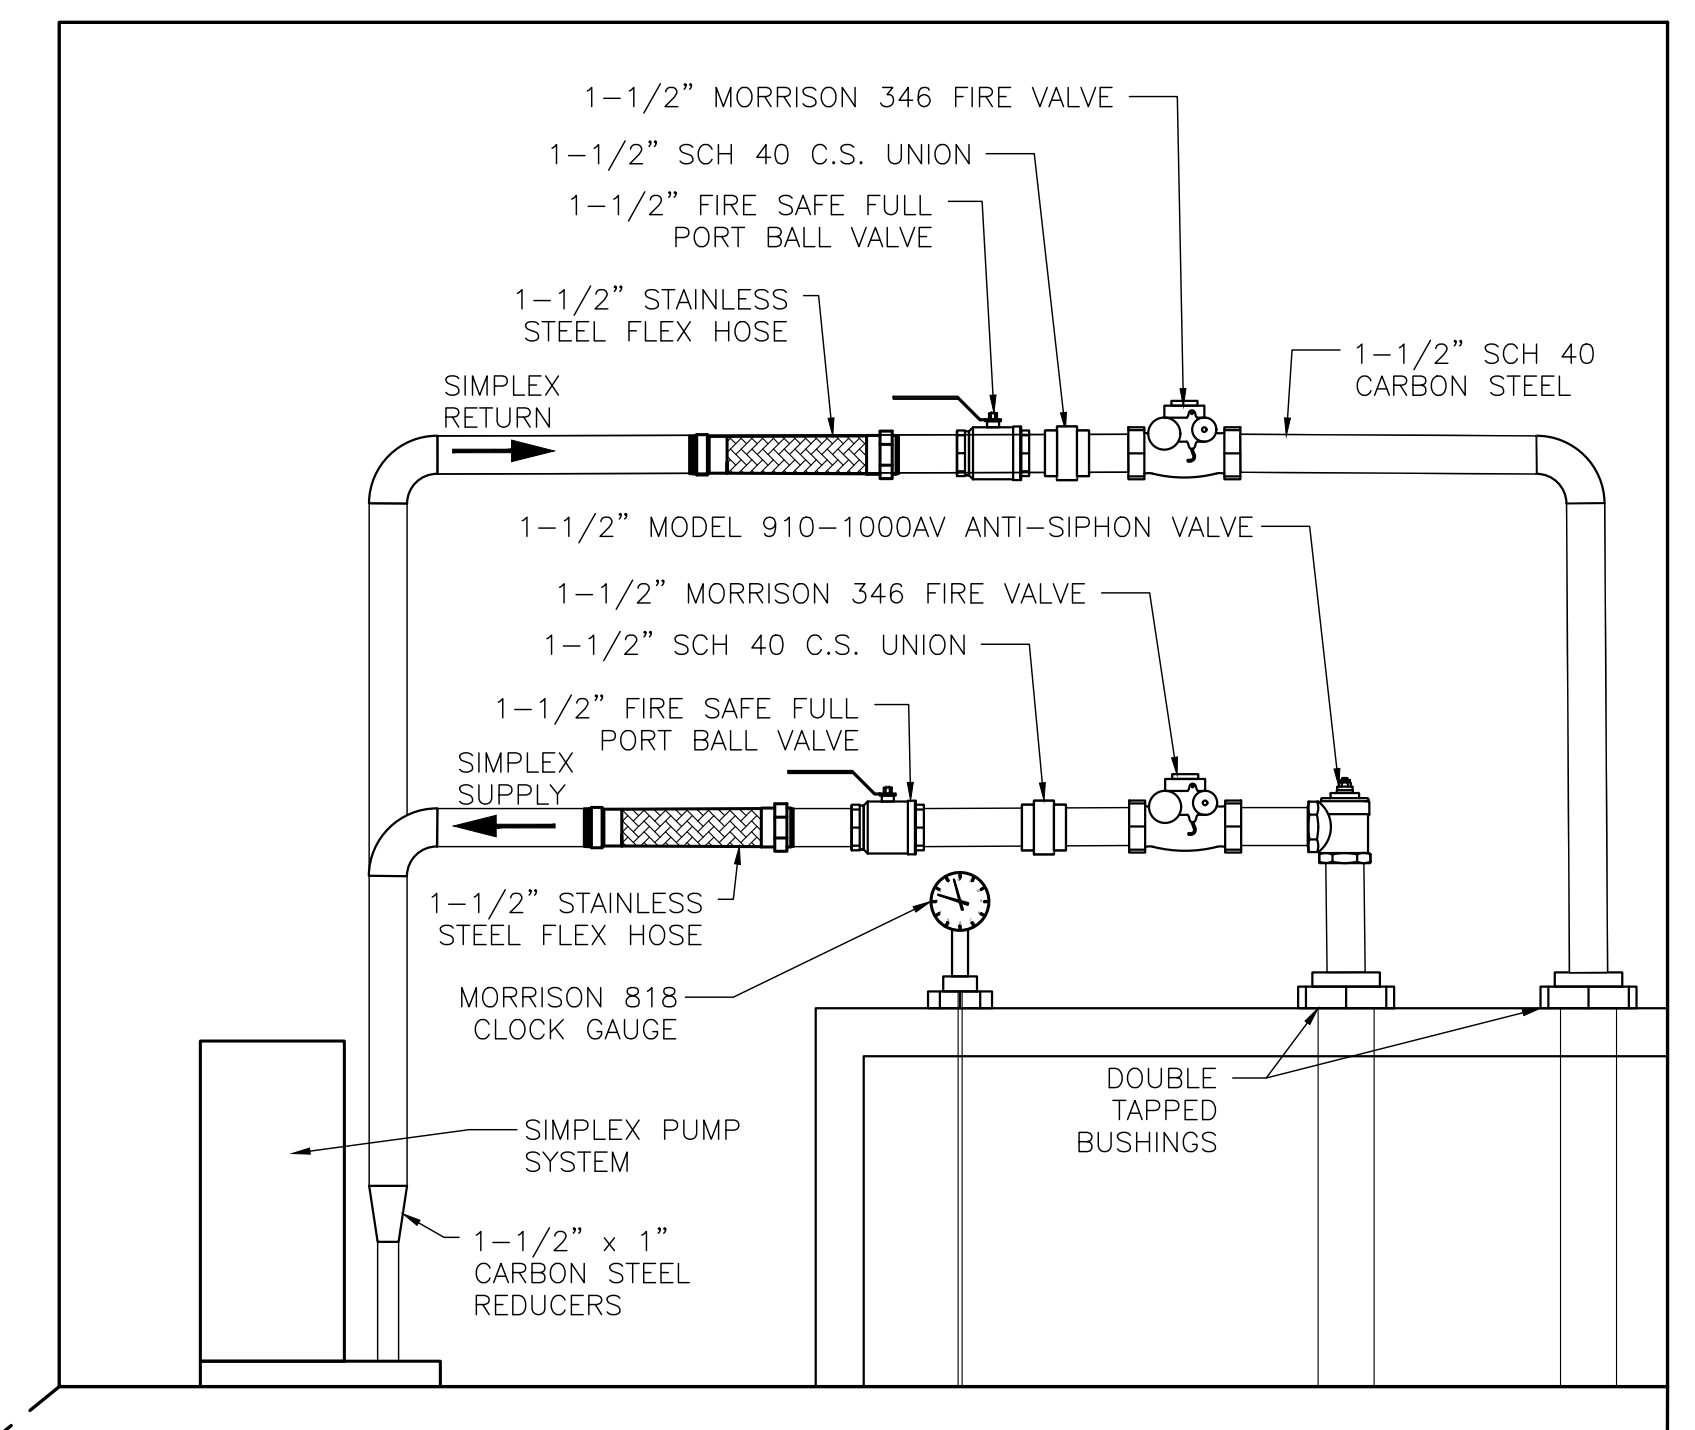 1-1/2" MORRISON 346 FIRE VALVE
1-1/2" SCH 40 C.S. UNION
1-1/2" FIRE SAFE FULL
PORT BALL VALVE
1-1/2" STAINLESS
STEEL FLEX HOSE
1-1/2" SCH 40
CARBON STEEL
SIMPLEX
RETURN
1-1/2" MODEL 910-1000AV ANTI-SIPHON VALVE
1-1/2" MORRISON 346 FIRE VALVE
1-1/2" SCH 40 C.S. UNION
1-1/2" FIRE SAFE FULL
PORT BALL VALVE
SIMPLEX
SUPPLY
1-1/2" STAINLESS
STEEL FLEX HOSE
MORRISON 818
CLOCK GAUGE
DOUBLE
TAPPED
BUSHINGS
SIMPLEX PUMP
SYSTEM
1-1/2" x 1"
CARBON STEEL
REDUCERS